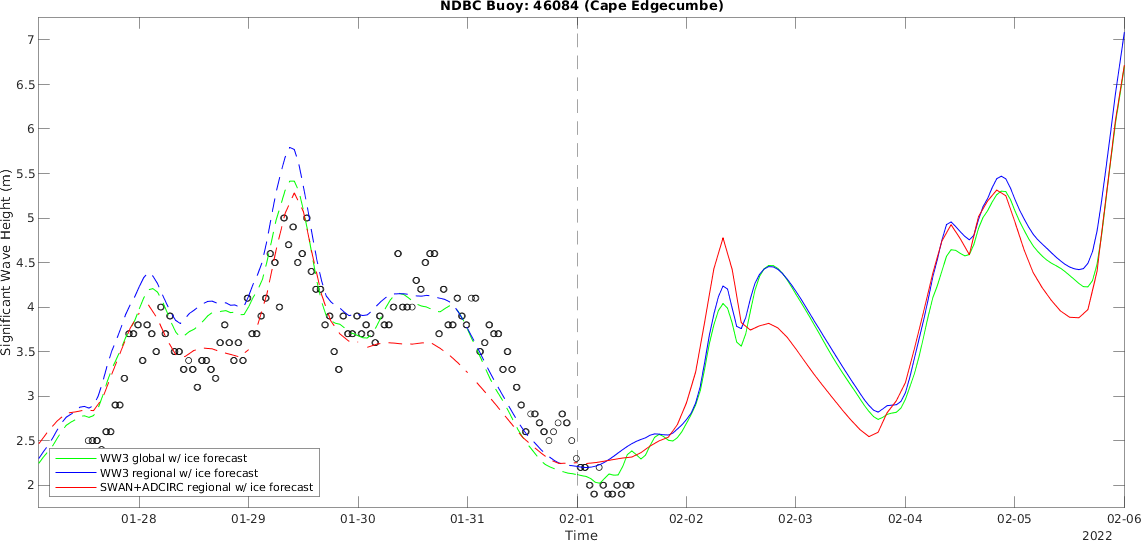 NDBC Buoy: 46084 (Cape Edgecumbe)
7
6.5
6
5.5
5
4.5
4
3.5
3
2.5
2
Significant Wave Height (m)
WW3 global w/ ice forecast
WW3 regional w/ ice forecast
SWAN+ADCIRC regional w/ ice forecast
01-28 01-29 01-30 01-31 02-01 02-02 02-03 02-04 02-05 02-06
Time
2022